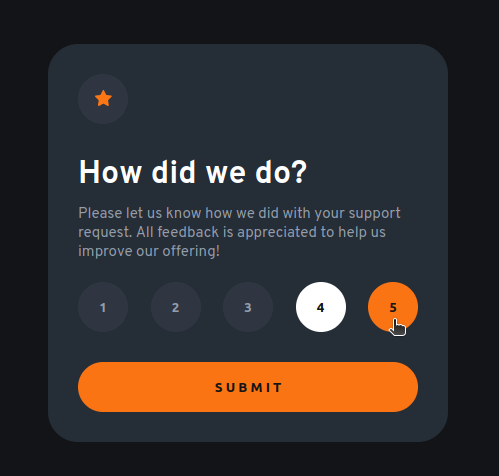 How did we do?
Please let us know how we did with your support
request. All feedback is appreciated to help us
improve our offering!
1 2 3 4 5
SUBMIT